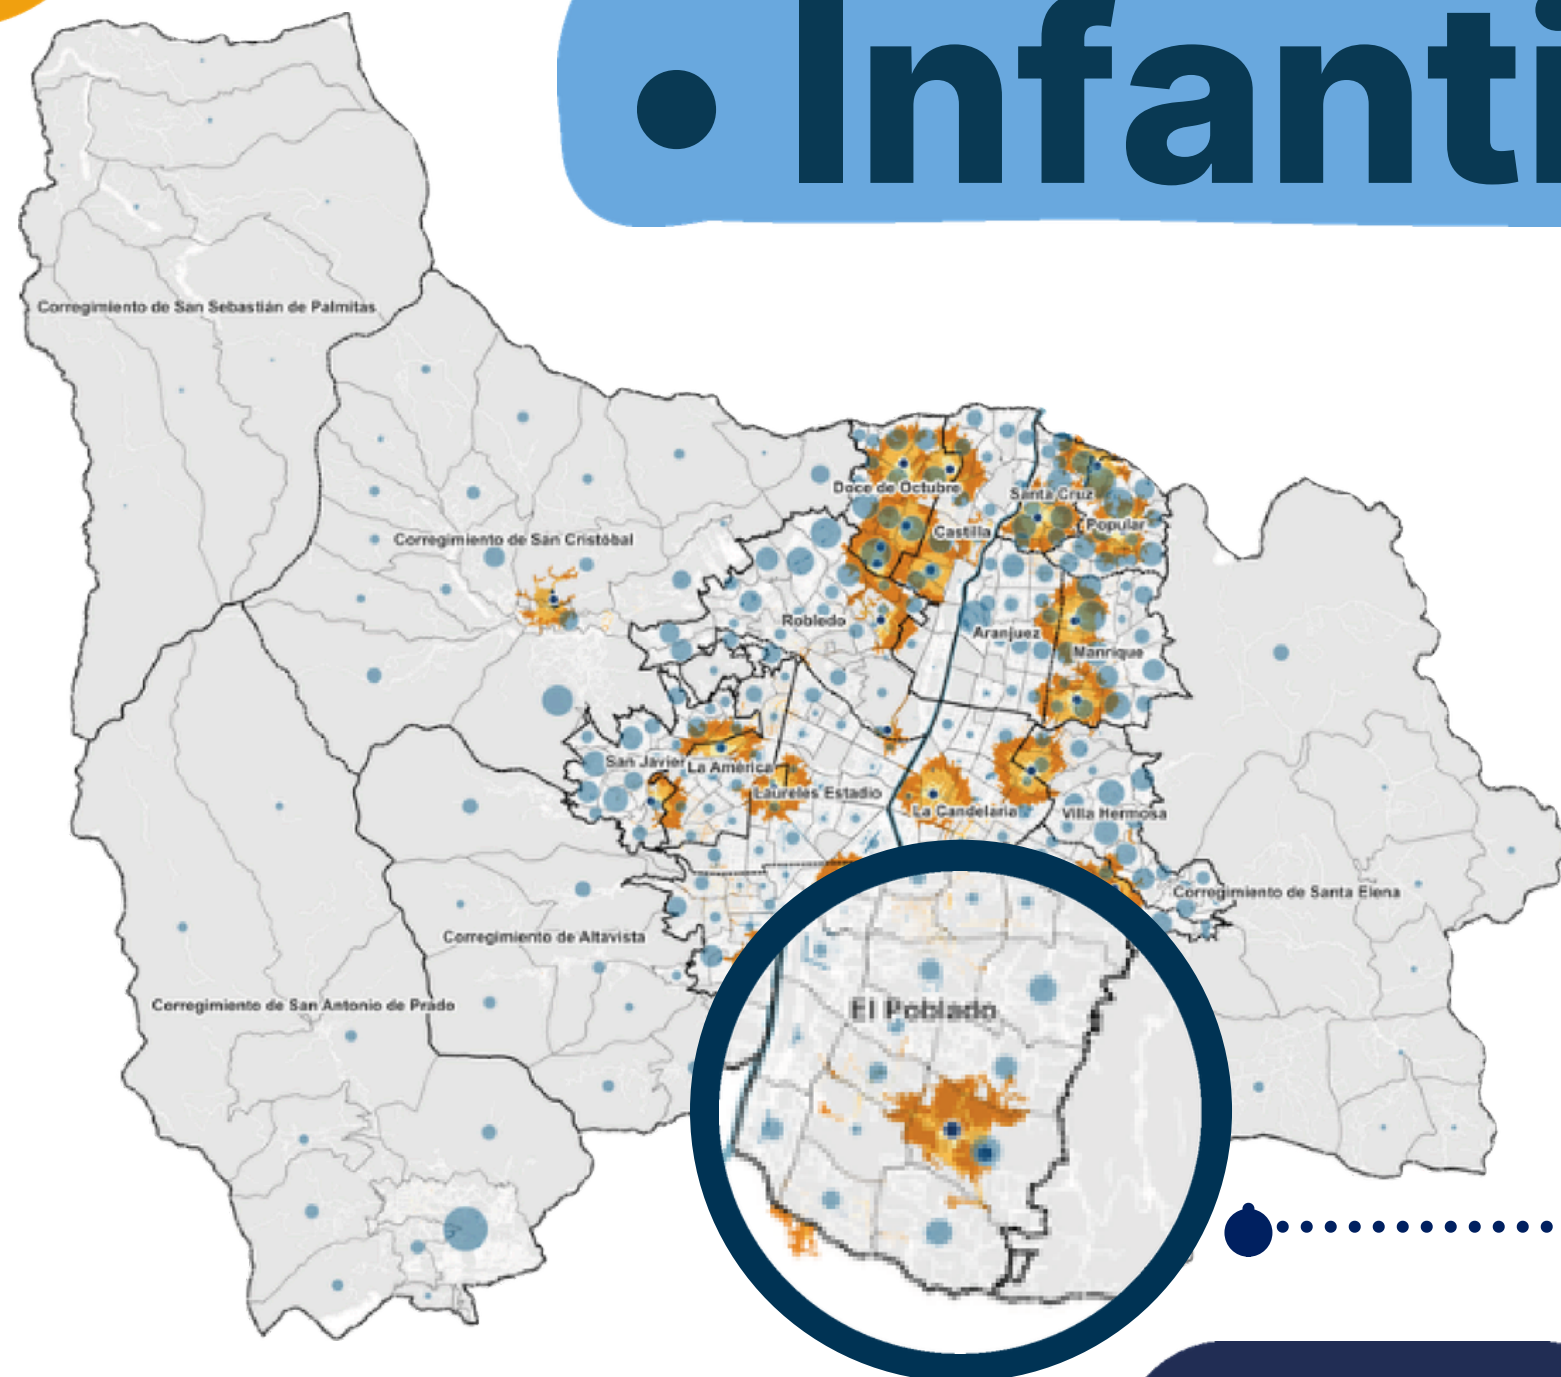 • Infanti
Corregimiento de San Sebastián de Palmitas
Doce de Octubre
Santa Cruz
Popular
Castilla
Corregimiento de San Cristóbal
Robledo
Aranjuez
Manrique
San Javier
La América
Laureles Estadio
La Candelaria
Villa Hermosa
Corregimiento de Santa Elena
Corregimiento de Altavista
Corregimiento de San Antonio de Prado
El Poblado